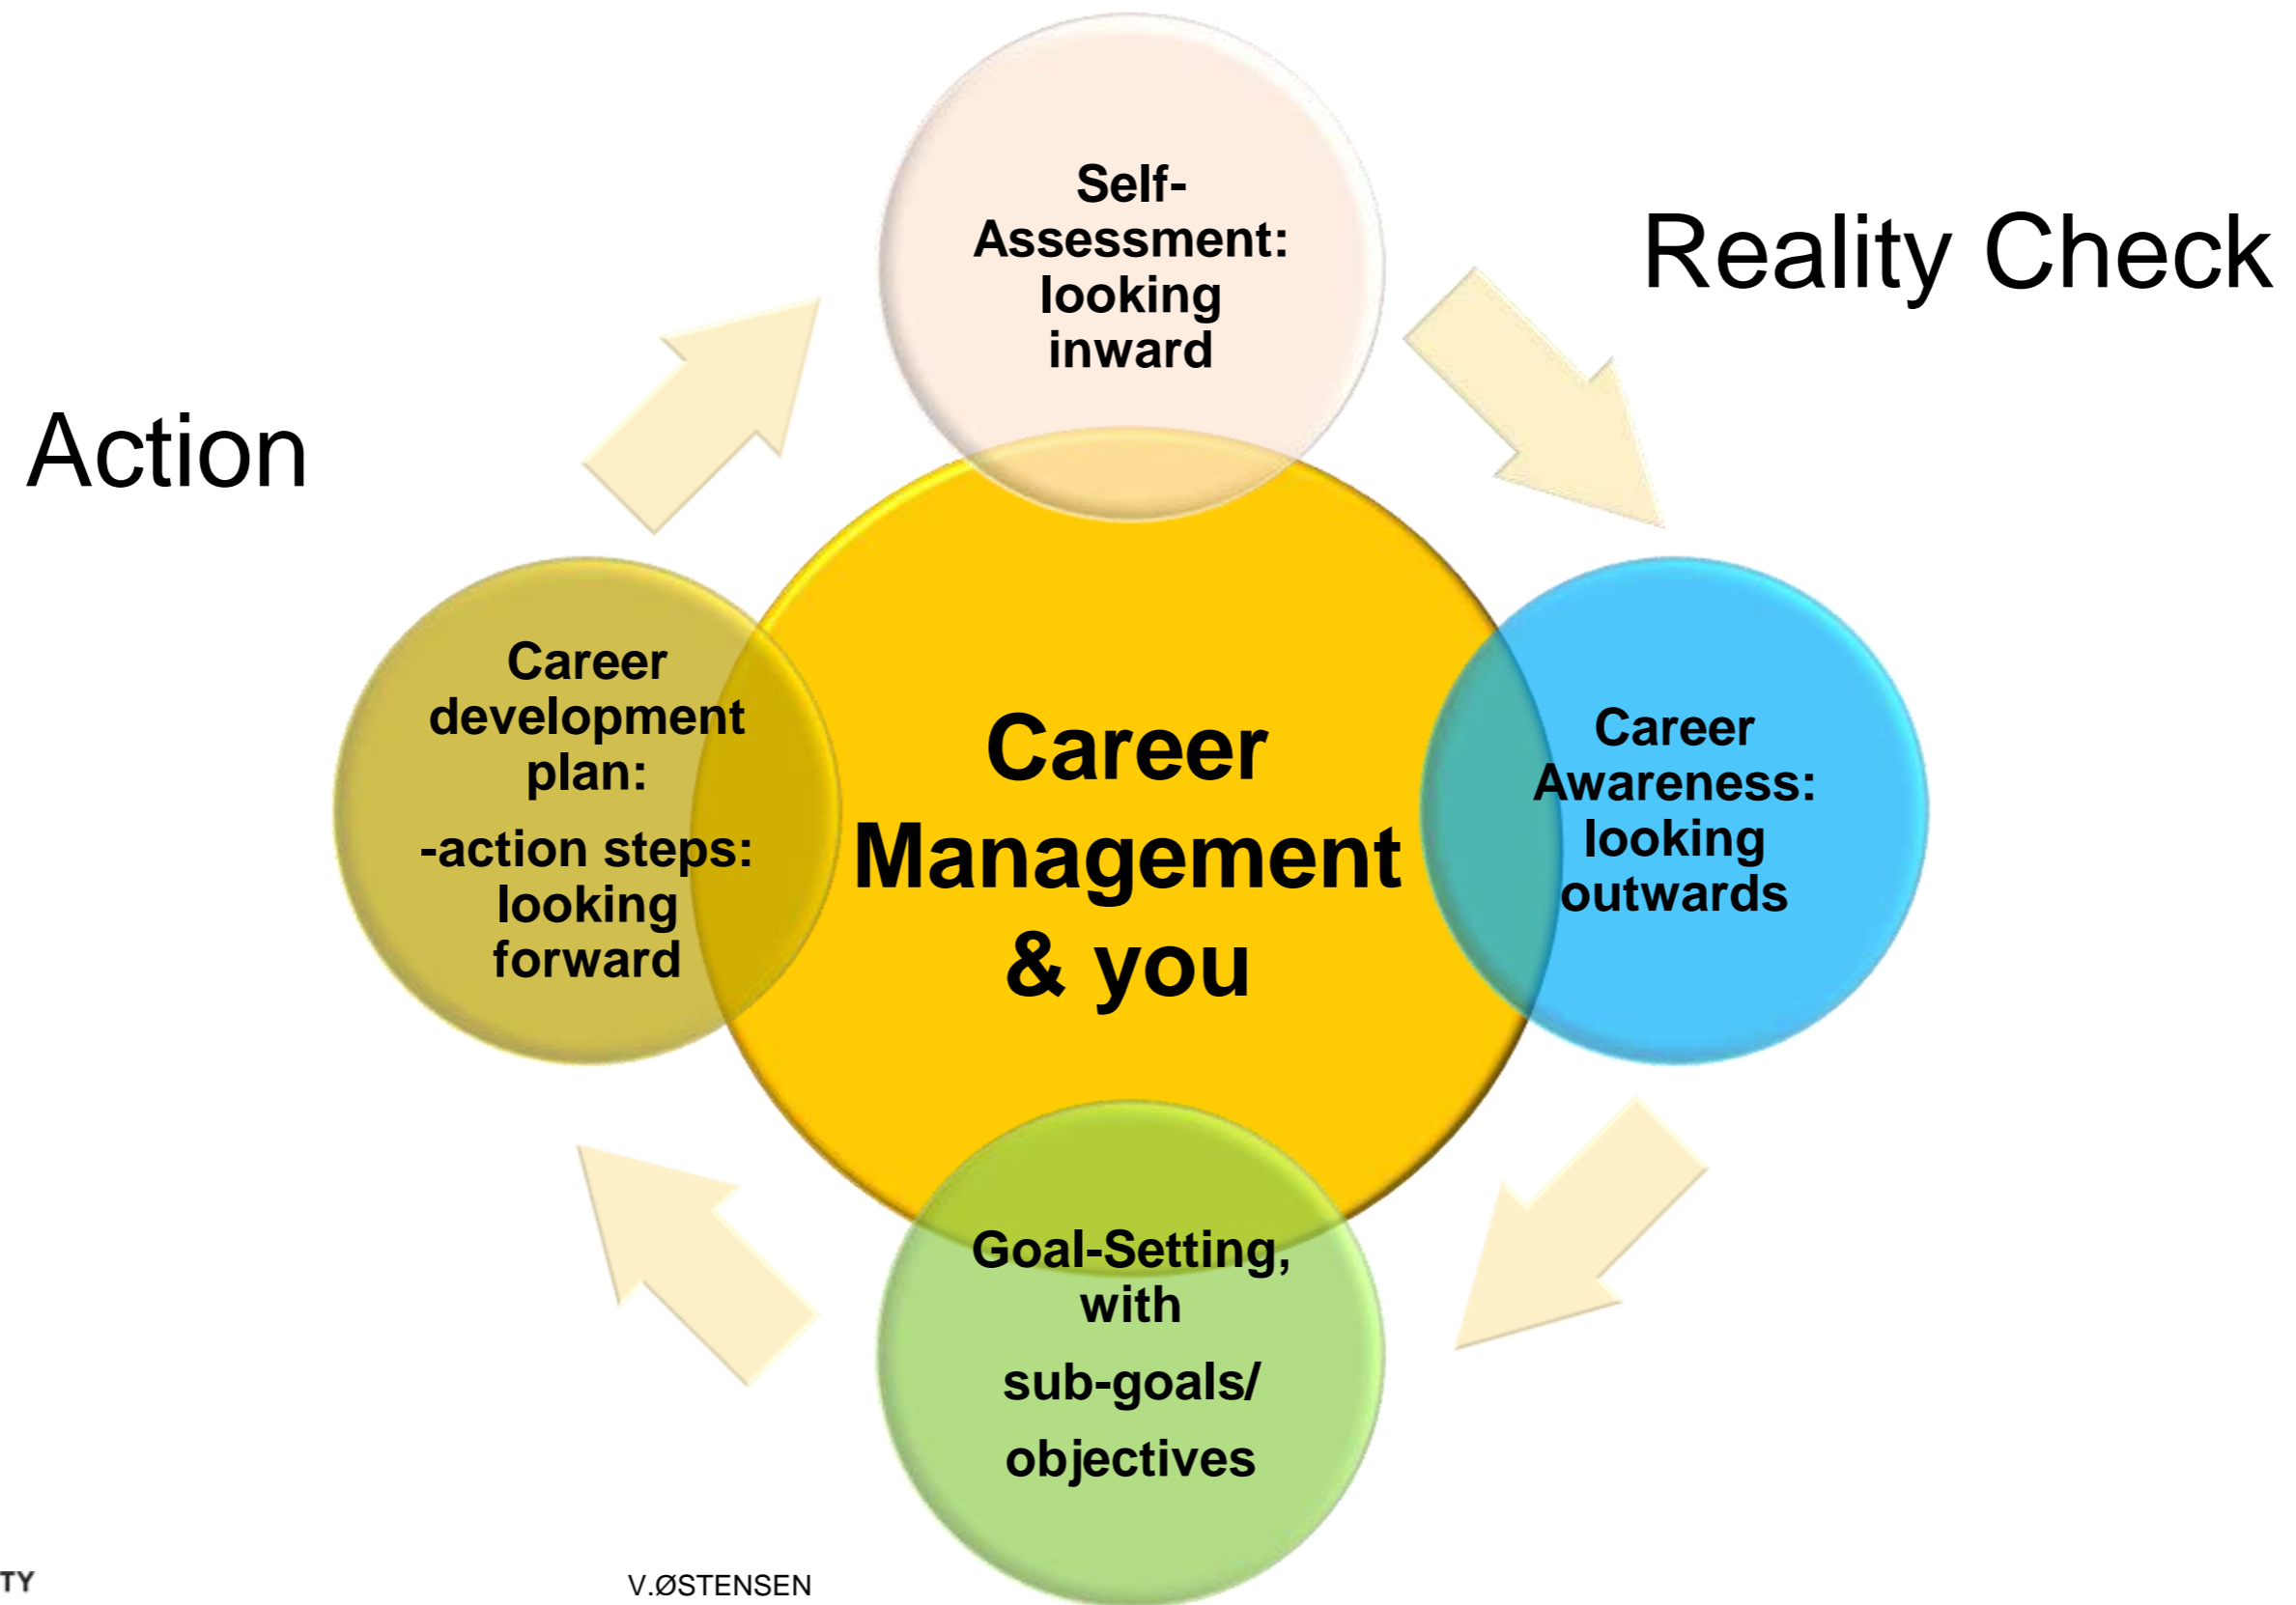 Self-
Assessment:
looking
inward
Reality Check
Action
Career
development
plan:
-action steps:
looking
forward
Career
Management
& you
Career
Awareness:
looking
outwards
Goal-Setting,
with
sub-goals/
objectives
TY
V.ØSTENSEN